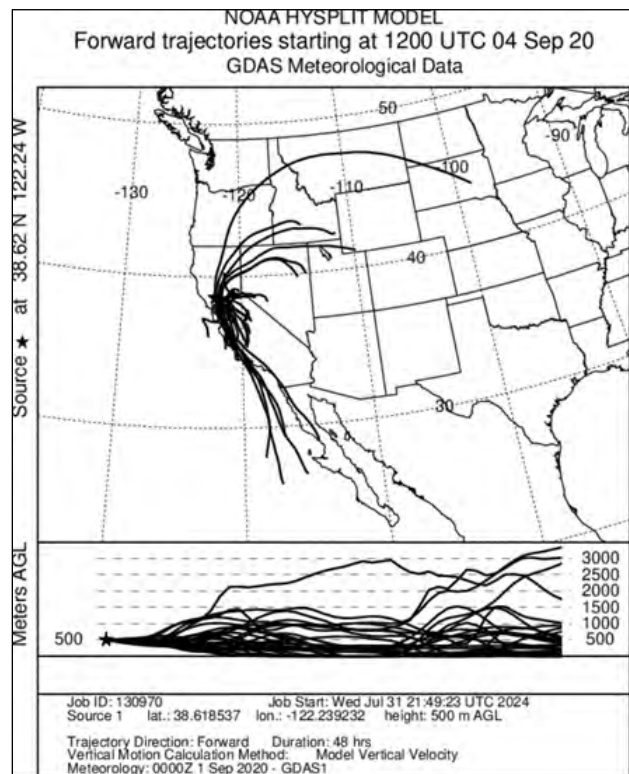 NOAA HYSPLIT MODEL
Forward trajectories starting at 1200 UTC 04 Sep 20
GDAS Meteorological Data
Source ★ at 38.62 N 122.24 W
50
-90
-100
-110
-120
-130
40
30
Meters AGL
500
3000
2500
2000
1500
1000
500
Job ID: 130970 Job Start: Wed Jul 31 21:49:23 UTC 2024
Source 1 lat.: 38.618537 lon.: -122.239232 height: 500 m AGL
Trajectory Direction: Forward Duration: 48 hrs
Vertical Motion Calculation Method: Model Vertical Velocity
Meteorology: 0000Z 1 Sep 2020 - GDAS1